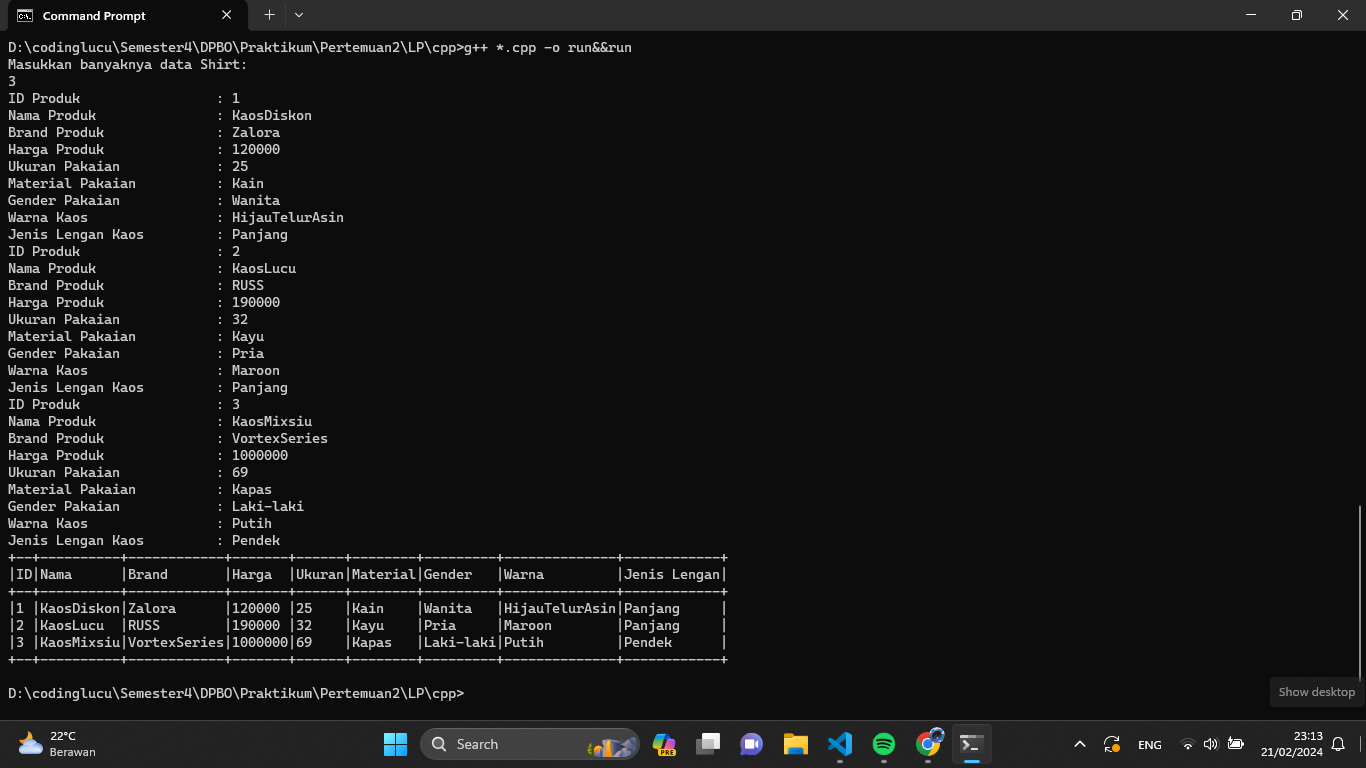 Command Prompt
D:\codinglucu\Semester4\DPBO\Praktikum\Pertemuan2\LP\cpp>g++ *.cpp -o run&&run
Masukkan banyaknya data Shirt:
3
ID Produk                 : 1
Nama Produk               : KaosDiskon
Brand Produk              : Zalora
Harga Produk              : 120000
Ukuran Pakaian            : 25
Material Pakaian          : Kain
Gender Pakaian            : Wanita
Warna Kaos                : HijauTelurAsin
Jenis Lengan Kaos         : Panjang
ID Produk                 : 2
Nama Produk               : KaosLucu
Brand Produk              : RUSS
Harga Produk              : 190000
Ukuran Pakaian            : 32
Material Pakaian          : Kayu
Gender Pakaian            : Pria
Warna Kaos                : Maroon
Jenis Lengan Kaos         : Panjang
ID Produk                 : 3
Nama Produk               : KaosMixsiu
Brand Produk              : VortexSeries
Harga Produk              : 1000000
Ukuran Pakaian            : 69
Material Pakaian          : Kapas
Gender Pakaian            : Laki-laki
Warna Kaos                : Putih
Jenis Lengan Kaos         : Pendek
+--+----------+------------+-------+------+--------+---------+--------------+------------+
|ID|Nama      |Brand       |Harga  |Ukuran|Material|Gender   |Warna         |Jenis Lengan|
+--+----------+------------+-------+------+--------+---------+--------------+------------+
|1 |KaosDiskon|Zalora      |120000 |25    |Kain    |Wanita   |HijauTelurAsin|Panjang     |
|2 |KaosLucu  |RUSS        |190000 |32    |Kayu    |Pria     |Maroon        |Panjang     |
|3 |KaosMixsiu|VortexSeries|1000000|69    |Kapas   |Laki-laki|Putih         |Pendek      |
+--+----------+------------+-------+------+--------+---------+--------------+------------+
D:\codinglucu\Semester4\DPBO\Praktikum\Pertemuan2\LP\cpp>
Show desktop
22°C
Berawan
Search
PRE
ENG
23:13
21/02/2024